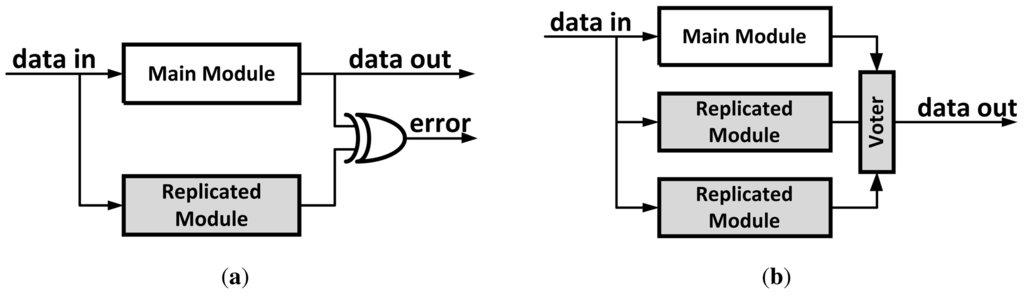 data in
Main Module
data out
error
Replicated
Module
(a)
data in
Main Module
Replicated
Module
Voter
data out
Replicated
Module
(b)